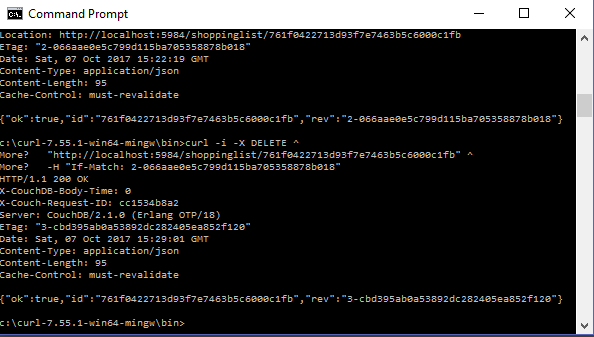 Command Prompt
Location: http://localhost:5984/shoppinglist/761f0422713d93f7e7463b5c6000c1fb
ETag: "2-066aae0e5c799d115ba705358878b018"
Date: Sat, 07 Oct 2017 15:22:19 GMT
Content-Type: application/json
Content-Length: 95
Cache-Control: must-revalidate
{"ok":true,"id":"761f0422713d93f7e7463b5c6000c1fb","rev":"2-066aae0e5c799d115ba705358878b018"}
c:\curl-7.55.1-win64-mingw\bin>curl -i -X DELETE ^
More?   "http://localhost:5984/shoppinglist/761f0422713d93f7e7463b5c6000c1fb" ^
More?   -H "If-Match: 2-066aae0e5c799d115ba705358878b018"
HTTP/1.1 200 OK
X-CouchDB-Body-Time: 0
X-Couch-Request-ID: cc1534b8a2
Server: CouchDB/2.1.0 (Erlang OTP/18)
ETag: "3-cbd395ab0a53892dc282405ea852f120"
Date: Sat, 07 Oct 2017 15:29:01 GMT
Content-Type: application/json
Content-Length: 95
Cache-Control: must-revalidate
{"ok":true,"id":"761f0422713d93f7e7463b5c6000c1fb","rev":"3-cbd395ab0a53892dc282405ea852f120"}
c:\curl-7.55.1-win64-mingw\bin>